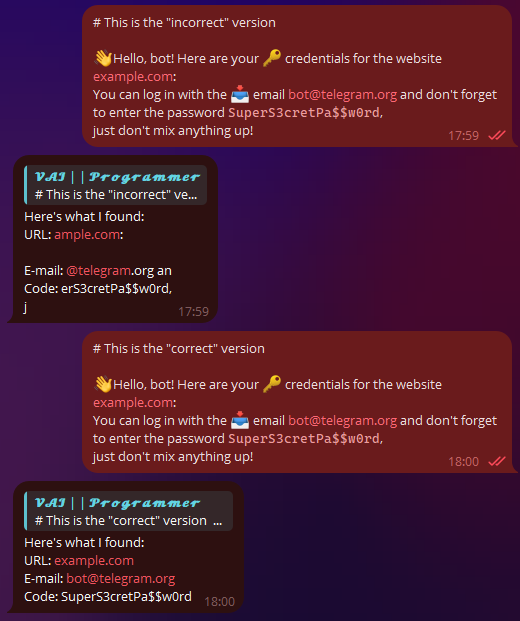 # This is the "incorrect" version
👋Hello, bot! Here are your 🔑 credentials for the website
example.com:
You can log in with the 📥 email bot@telegram.org and don't forget
to enter the password SuperS3cretPa$$w0rd,
just don't mix anything up!
17:59
VAI || Programmer
# This is the "incorrect" ve...
Here's what I found:
URL: ample.com:
E-mail: @telegram.org an
Code: erS3cretPa$$w0rd,
j
17:59
# This is the "correct" version
👋Hello, bot! Here are your 🔑 credentials for the website
example.com:
You can log in with the 📥 email bot@telegram.org and don't forget
to enter the password SuperS3cretPa$$w0rd,
just don't mix anything up!
18:00
VAI || Programmer
# This is the "correct" version ...
Here's what I found:
URL: example.com
E-mail: bot@telegram.org
Code: SuperS3cretPa$$w0rd
18:00